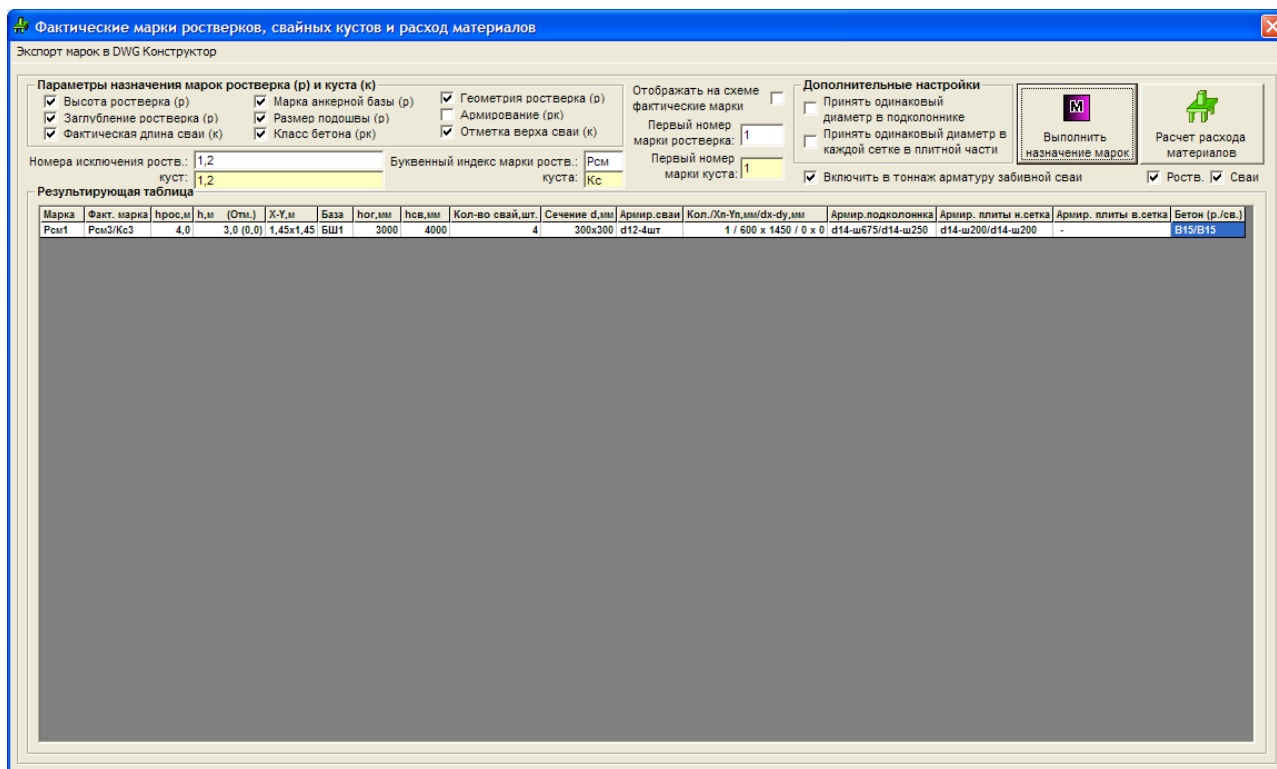 Фактические марки ростверков, свайных кустов и расход материалов
Экспорт марок в DWG Конструктор
Параметры назначения марок ростверка (р) и куста (к)
Высота ростверка (р)
Заглубление ростверка (р)
Фактическая длина сваи (к)
Марка анкерной базы (р)
Размер подошвы (р)
Класс бетона (рк)
Геометрия ростверка (р)
Армирование (рк)
Отметка верха сваи (к)
Отображать на схеме
фактические марки
Первый номер
марки ростверка: 1
Первый номер
марки куста: 1
Дополнительные настройки
Принять одинаковый
диаметр в подколоннике
Принять одинаковый диаметр в
каждой сетке в плитной части
Выполнить
назначение марок
Расчет расхода
материалов
Номера исключения роств.: 1,2
куст: 1,2
Буквенный индекс марки роств.: Рсм
куста: Кс
Включить в тоннаж арматуру забивной сваи
Роств. Сваи
Результирующая таблица
Марка Факт. марка hрос,м h,м (Отм.) X-Y,м База hог,мм hсв,мм Кол-во свай,шт. Сечение d,мм Армир.сваи Кол./Xn-Yn,мм/dx-dy,мм Армир.подколонника Армир. плиты н.сетка Армир. плиты в.сетка Бетон (р./св.)
Рсм1 Рсм3/Кс3 4,0 3,0 (0,0) 1,45x1,45 БШ1 3000 4000 4 300x300 d12-4шт 1 / 600 x 1450 / 0 x 0 d14-ш675/d14-ш250 d14-ш200/d14-ш200 - B15/B15